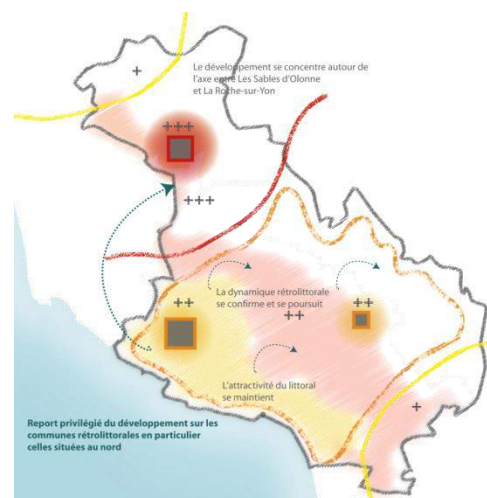 +
Le développement se concentre autour de
l'axe entre Les Sables d'Olonne
et La Roche-sur-Yon
+++
+++
La dynamique rétrolittorale
se confirme et se poursuit
++
++
++
L'attractivité du littoral
se maintient
+
Report privilégié du développement sur les
communes rétrolittorales en particulier
celles situées au nord